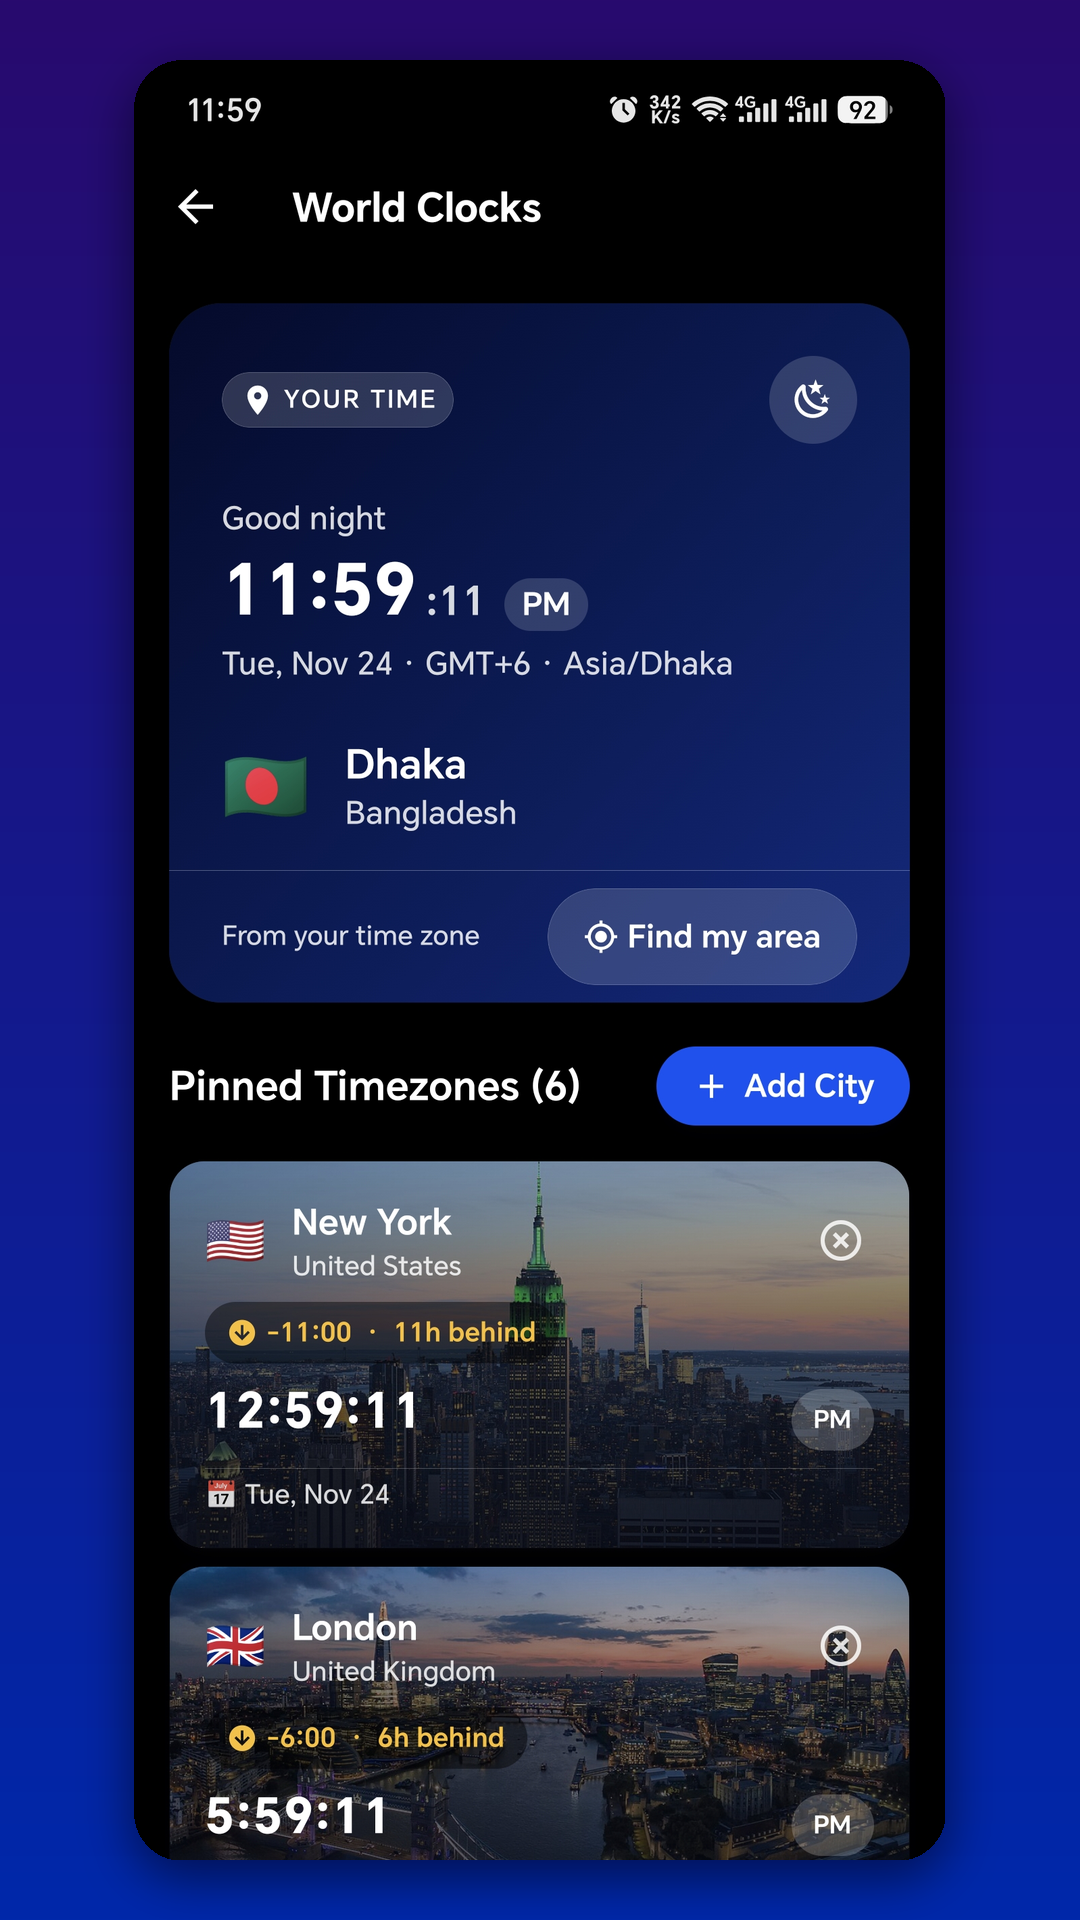 11:59
342 K/s
4G 4G 92
World Clocks
YOUR TIME
Good night
11:59 :11 PM
Tue, Nov 24 · GMT+6 · Asia/Dhaka
Dhaka
Bangladesh
From your time zone
Find my area
Pinned Timezones (6)
+ Add City
New York
United States
-11:00 · 11h behind
12:59:11
PM
July 17
Tue, Nov 24
London
United Kingdom
-6:00 · 6h behind
5:59:11
PM